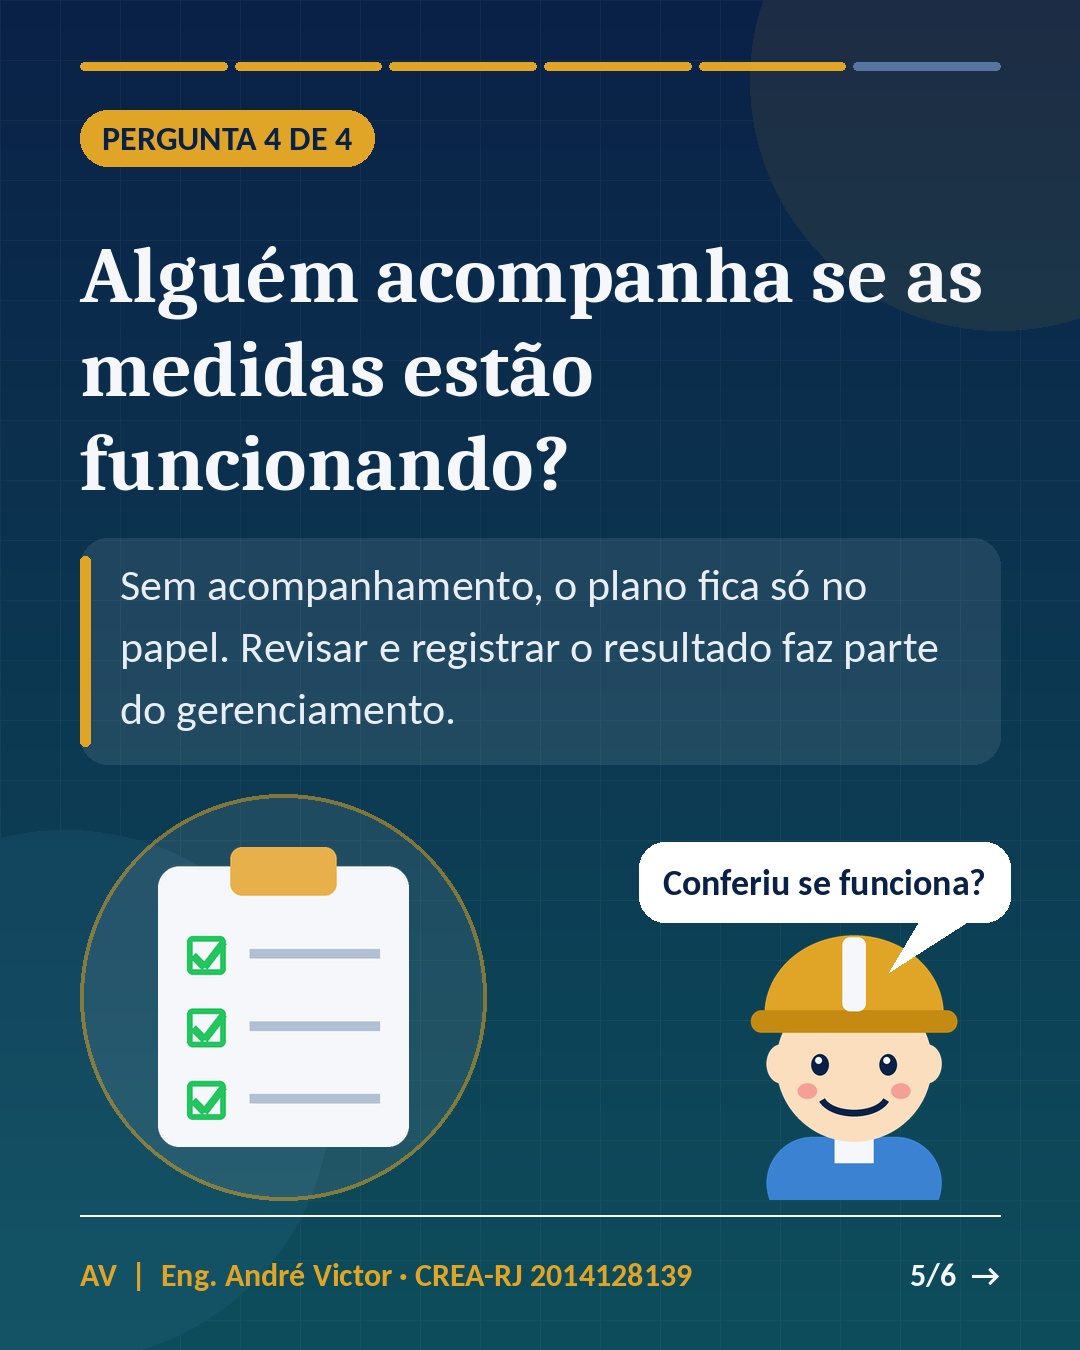 PERGUNTA 4 DE 4
Alguém acompanha se as
medidas estão
funcionando?
Sem acompanhamento, o plano fica só no
papel. Revisar e registrar o resultado faz parte
do gerenciamento.
Conferiu se funciona?
AV | Eng. André Victor · CREA-RJ 2014128139
5/6 →